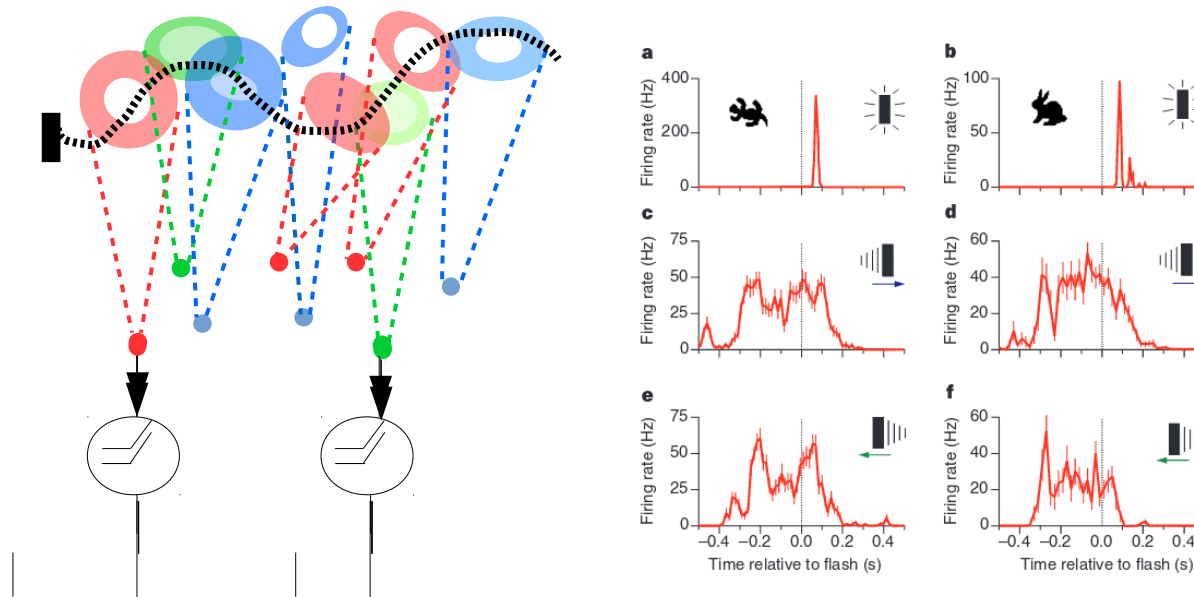 a
b
400
200
0
Firing rate (Hz)
100
50
0
Firing rate (Hz)
c
d
75
50
25
0
Firing rate (Hz)
60
40
20
0
Firing rate (Hz)
e
f
75
50
25
0
Firing rate (Hz)
60
40
20
0
Firing rate (Hz)
−0.4 −0.2 0.0 0.2 0.4
−0.4 −0.2 0.0 0.2 0.4
Time relative to flash (s)
Time relative to flash (s)